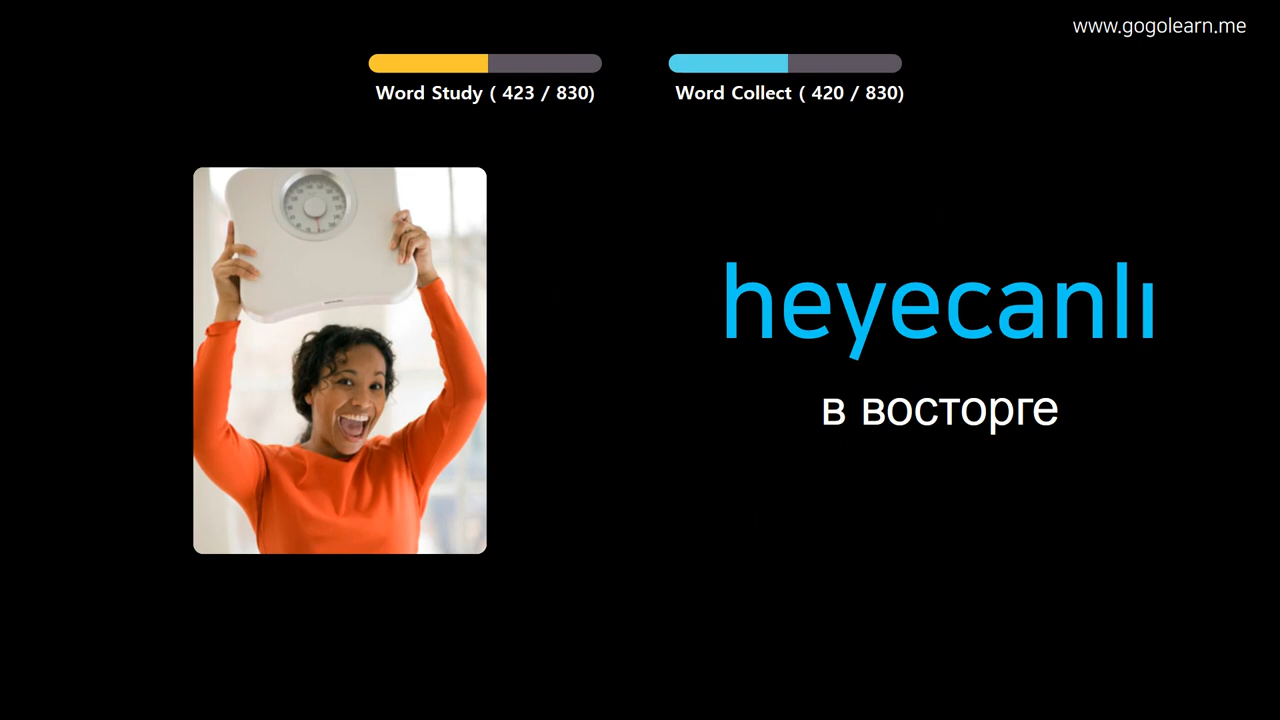 www.gogolearn.me
Word Study ( 423 / 830)
Word Collect ( 420 / 830)
heyecanlı
в восторге